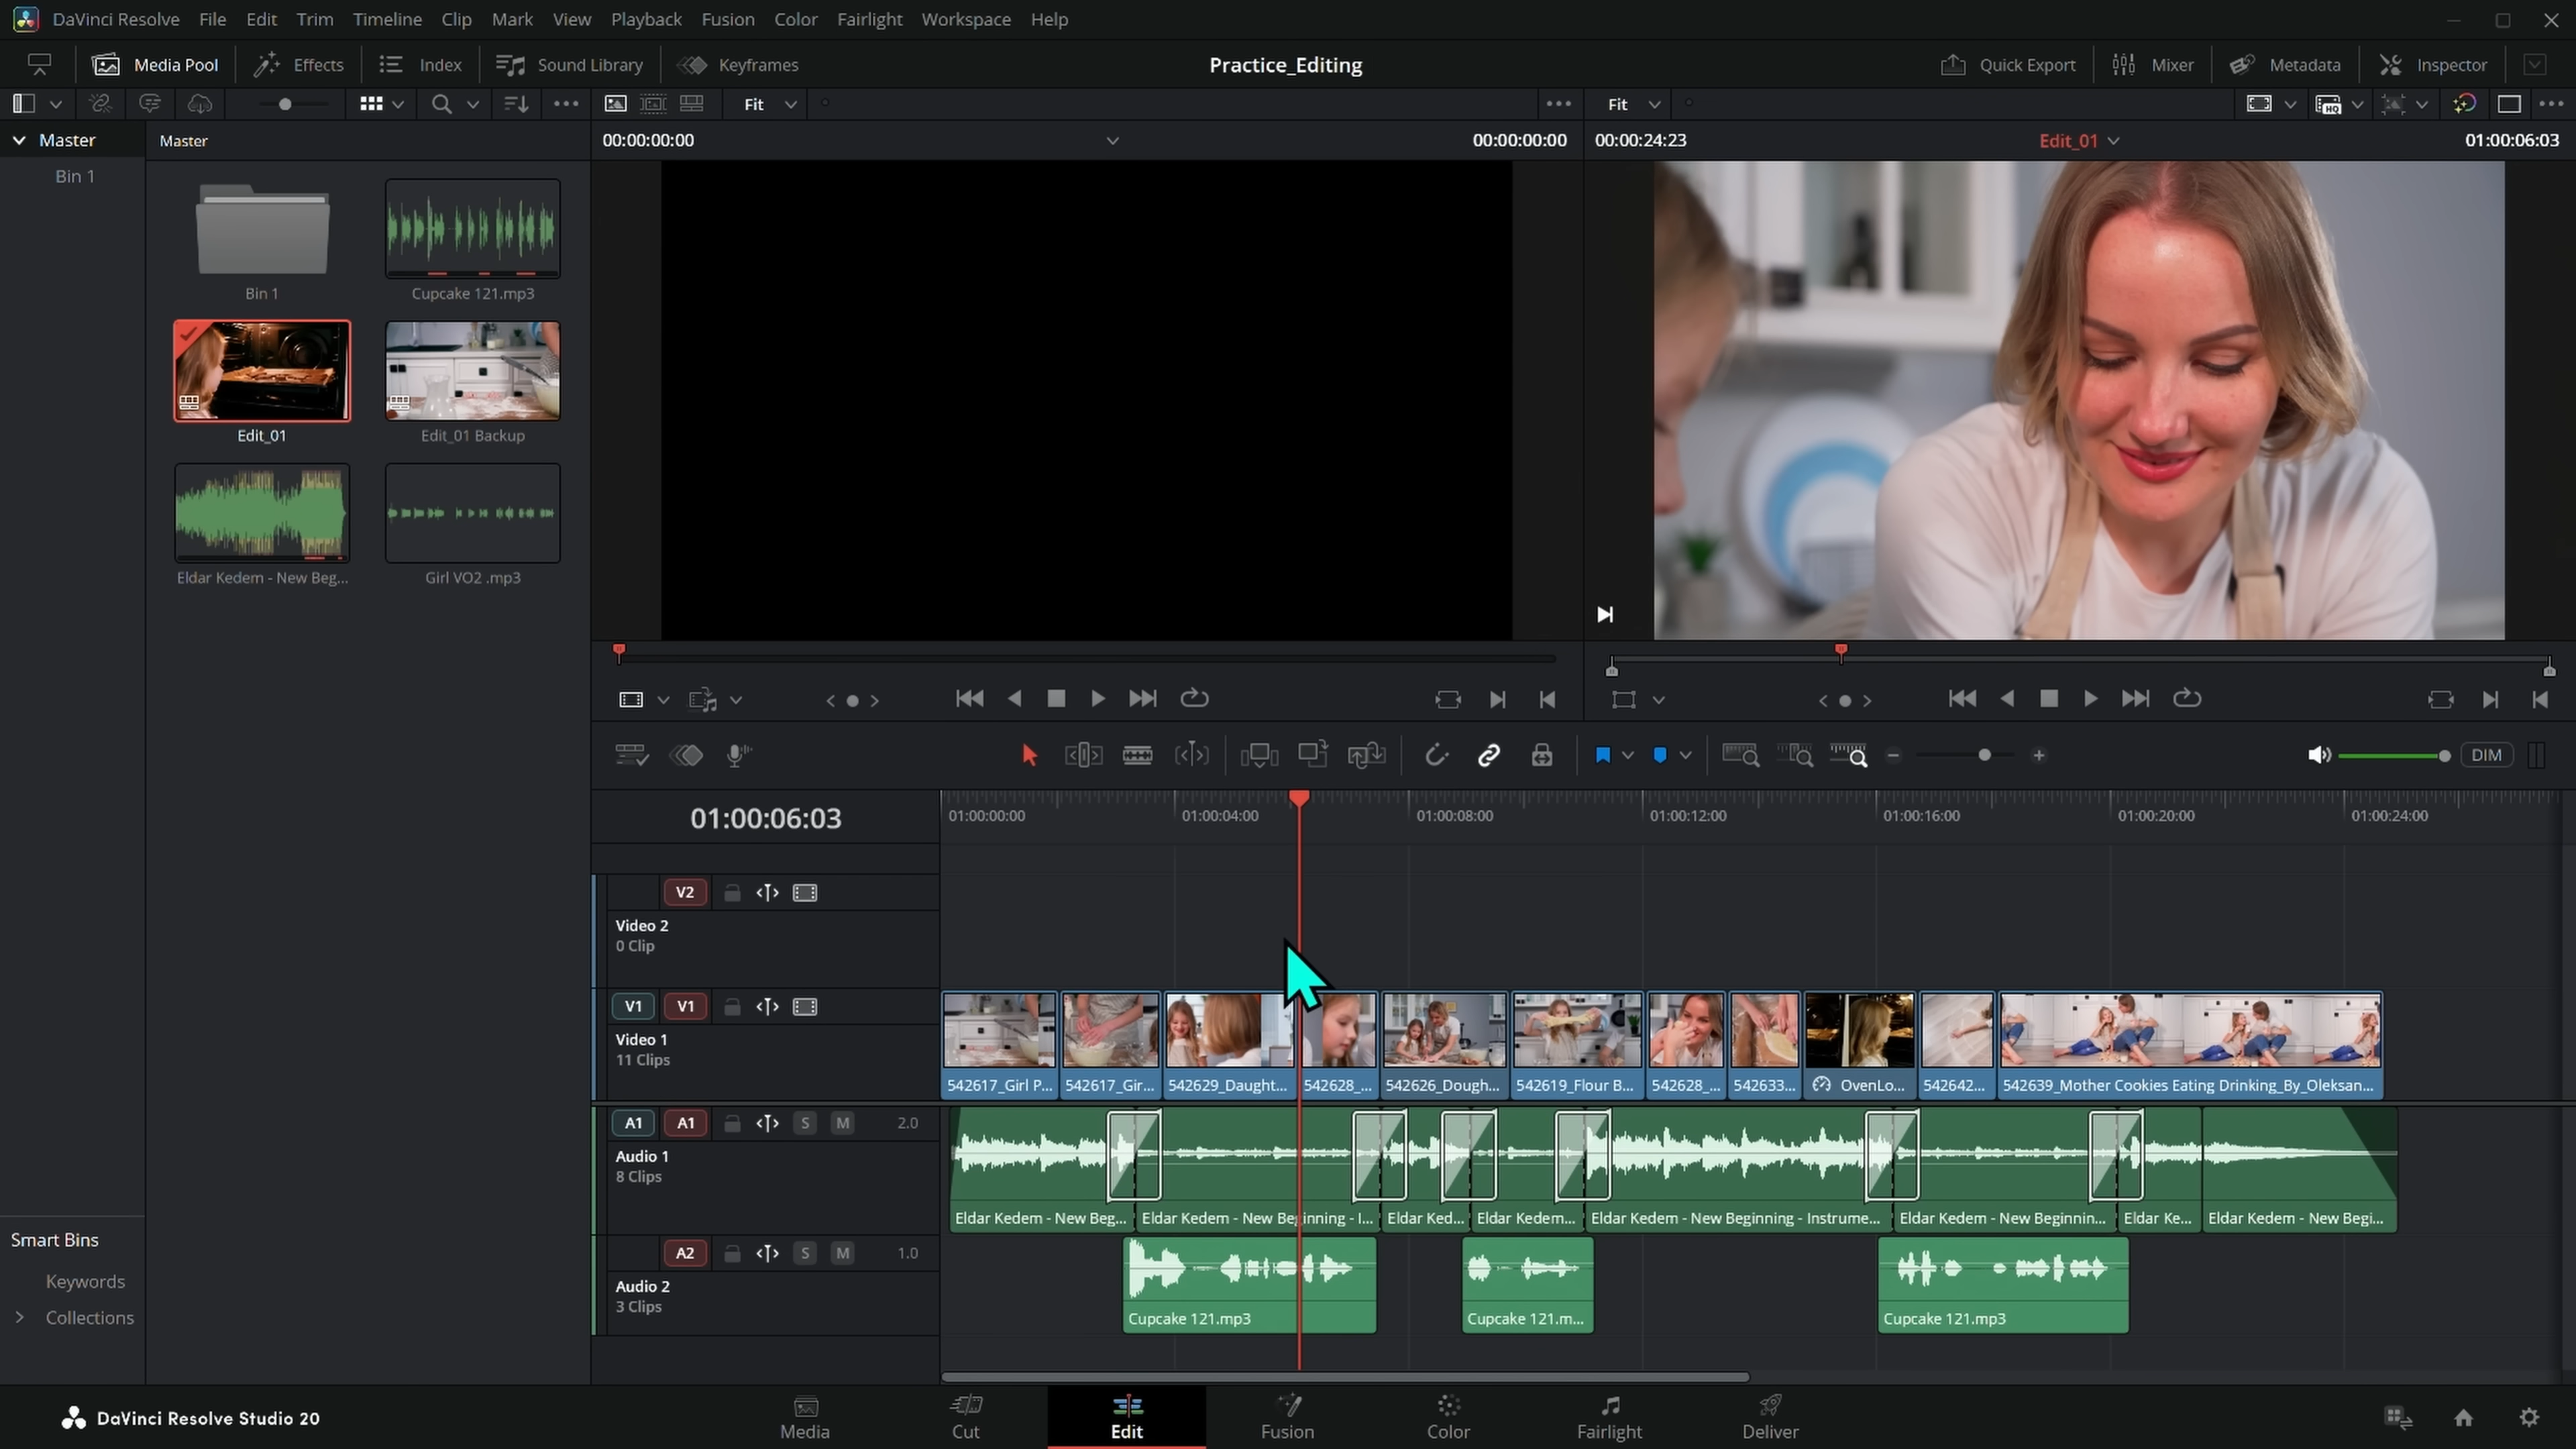 DaVinci Resolve File Edit Trim Timeline Clip Mark View Playback Fusion Color Fairlight Workspace Help
Media Pool Effects Index Sound Library Keyframes Practice_Editing Quick Export Mixer Metadata Inspector
Fit Fit
Master Master 00:00:00:00 00:00:00:00 00:00:24:23 Edit_01 01:00:06:03
Bin 1
Bin 1 Cupcake 121.mp3
Edit_01 Edit_01 Backup
Eldar Kedem - New Beg... Girl VO2 .mp3
DIM
01:00:06:03 01:00:00:00 01:00:04:00 01:00:08:00 01:00:12:00 01:00:16:00 01:00:20:00 01:00:24:00
V2
Video 2
0 Clip
V1 V1
Video 1
11 Clips
542617_Girl P... 542617_Gir... 542629_Daught... 542628_... 542626_Dough... 542619_Flour B... 542628_... 542633... OvenLo... 542642... 542639_Mother Cookies Eating Drinking_By_Oleksan...
A1 A1 S M 2.0
Audio 1
8 Clips
Eldar Kedem - New Beg... Eldar Kedem - New Beginning - I... Eldar Ked... Eldar Kedem... Eldar Kedem - New Beginning - Instrume... Eldar Kedem - New Beginnin... Eldar Ke... Eldar Kedem - New Begi...
A2 S M 1.0
Audio 2
3 Clips
Cupcake 121.mp3 Cupcake 121.m... Cupcake 121.mp3
Smart Bins
Keywords
Collections
DaVinci Resolve Studio 20 Media Cut Edit Fusion Color Fairlight Deliver